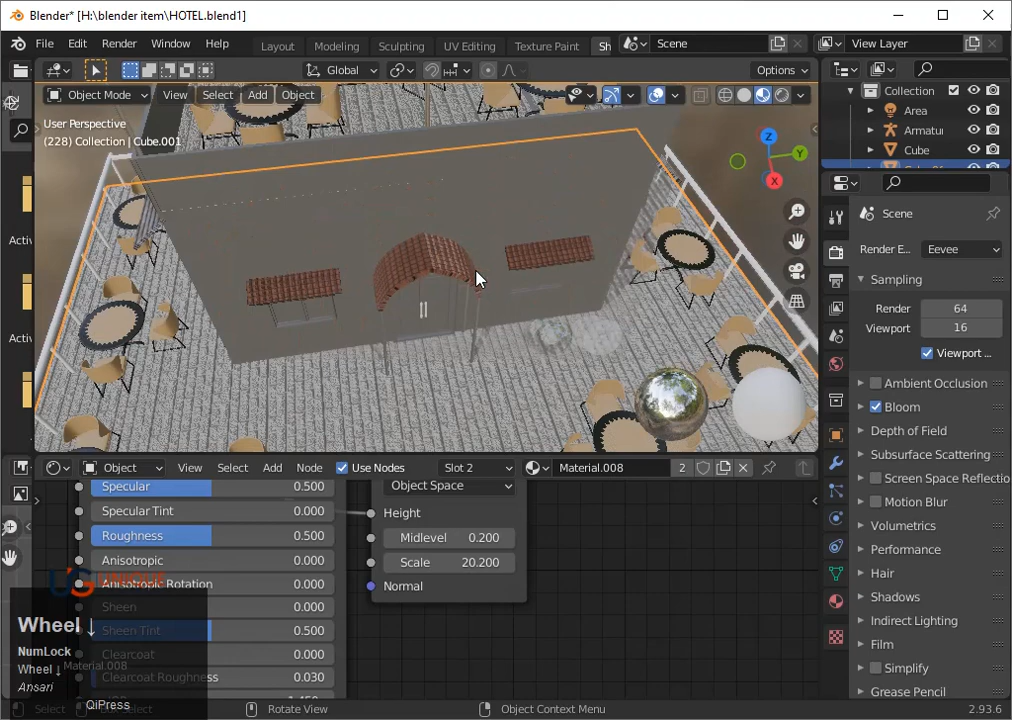 Blender* [H:\blender item\HOTEL.blend1]
File Edit Render Window Help Layout Modeling Sculpting UV Editing Texture Paint Sh Scene View Layer
Global Options
Object Mode View Select Add Object
User Perspective
(228) Collection | Cube.001
Z
Y
X
Collection
Area
Armatur
Cube
Scene
Render E... Eevee
Sampling
Render 64
Viewport 16
Viewport ...
Ambient Occlusion
Bloom
Depth of Field
Subsurface Scattering
Screen Space Reflectio
Motion Blur
Volumetrics
Performance
Hair
Shadows
Indirect Lighting
Film
Simplify
Grease Pencil
Activ
Activ
Activ
Object View Select Add Node Use Nodes Slot 2 Material.008 2
Specular 0.500
Specular Tint 0.000
Roughness 0.500
Anisotropic 0.000
Anisotropic Rotation 0.000
Sheen 0.000
Sheen Tint 0.500
Clearcoat 0.000
Clearcoat Roughness 0.030
Object Space
Height
Midlevel 0.200
Scale 20.200
Normal
Wheel ↓
NumLock
Wheel ↓
Material.008
Ansari
QiPress
Select
Rotate View
Object Context Menu
2.93.6